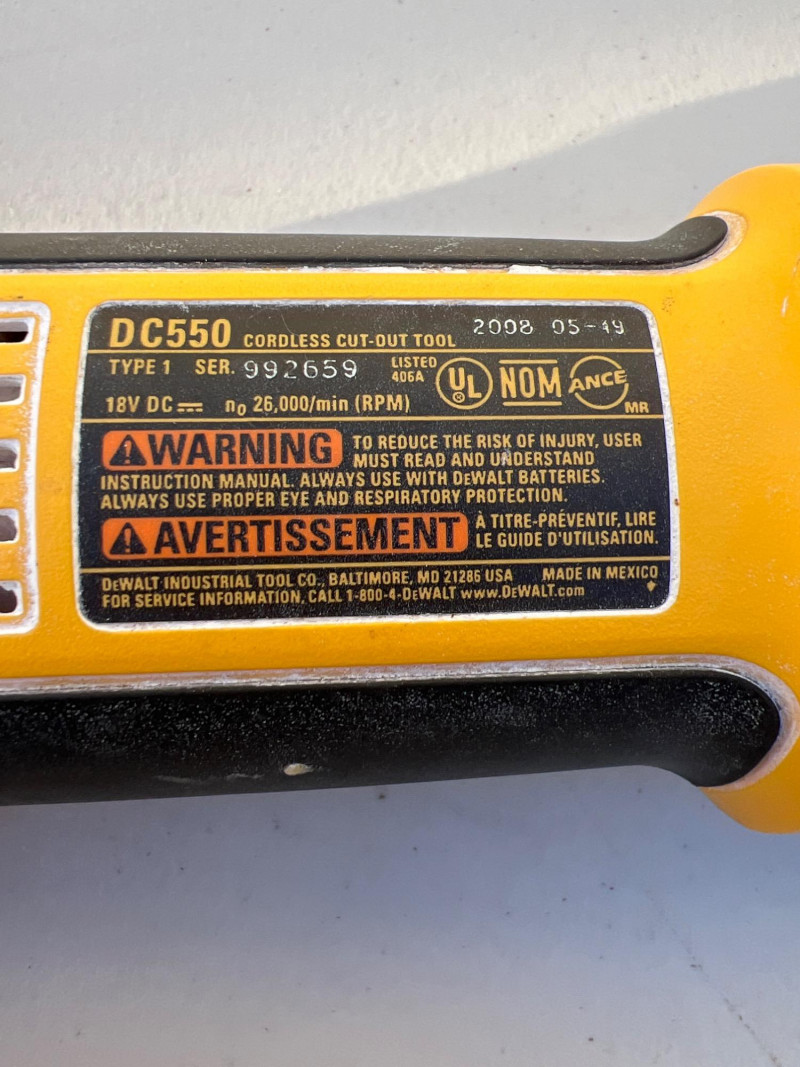 DC550 CORDLESS CUT-OUT TOOL 2008 05-49
TYPE 1 SER. 992659 LISTED 406A UL ® NOM ANCE MR
18V DC n0 26,000/min (RPM)
WARNING TO REDUCE THE RISK OF INJURY, USER
MUST READ AND UNDERSTAND
INSTRUCTION MANUAL. ALWAYS USE WITH DEWALT BATTERIES.
ALWAYS USE PROPER EYE AND RESPIRATORY PROTECTION.
AVERTISSEMENT À TITRE-PRÉVENTIF, LIRE
LE GUIDE D'UTILISATION.
DEWALT INDUSTRIAL TOOL CO., BALTIMORE, MD 21286 USA MADE IN MEXICO
FOR SERVICE INFORMATION, CALL 1-800-4-DEWALT www.DEWALT.com